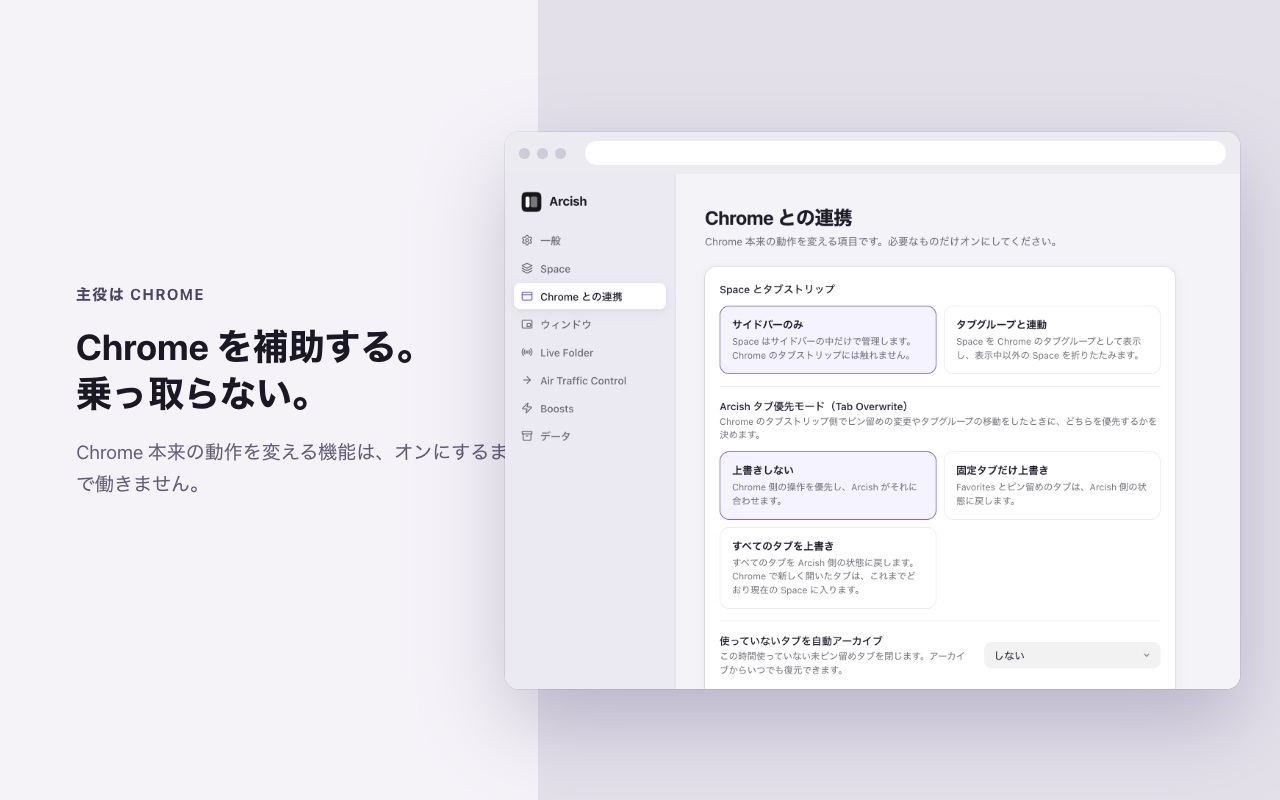 主役は CHROME
Chrome を補助する。
乗っ取らない。
Chrome 本来の動作を変える機能は、オンにするま
で働きません。
Arcish
一般
Space
Chrome との連携
ウィンドウ
Live Folder
Air Traffic Control
Boosts
データ
Chrome との連携
Chrome 本来の動作を変える項目です。必要なものだけオンにしてください。
Space とタブストリップ
サイドバーのみ
Space はサイドバーの中だけで管理します。
Chrome のタブストリップには触れません。
タブグループと連動
Space を Chrome のタブグループとして表示
し、表示中以外の Space を折りたたみます。
Arcish タブ優先モード（Tab Overwrite）
Chrome のタブストリップ側でピン留めの変更やタブグループの移動をしたときに、どちらを優先するかを
決めます。
上書きしない
Chrome 側の操作を優先し、Arcish がそれに
合わせます。
固定タブだけ上書き
Favorites とピン留めのタブは、Arcish 側の状
態に戻します。
すべてのタブを上書き
すべてのタブを Arcish 側の状態に戻します。
Chrome で新しく開いたタブは、これまでど
おり現在の Space に入ります。
使っていないタブを自動アーカイブ
この時間使っていない未ピン留めタブを閉じます。アーカイ
ブからいつでも復元できます。
しない